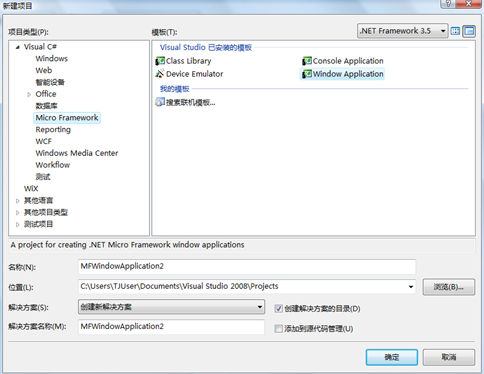 新建项目
项目类型(P):
模板(T):
.NET Framework 3.5
Visual C#
Windows
Web
智能设备
Office
数据库
Micro Framework
Reporting
WCF
Windows Media Center
Workflow
测试
WiX
其他语言
其他项目类型
测试项目
Visual Studio 已安装的模板
Class Library
Console Application
Device Emulator
Window Application
我的模板
搜索联机模板...
A project for creating .NET Micro Framework window applications
名称(N):
MFWindowApplication2
位置(L):
C:\Users\TJUser\Documents\Visual Studio 2008\Projects
浏览(B)...
解决方案(S):
创建新解决方案
创建解决方案的目录(D)
解决方案名称(M):
MFWindowApplication2
添加到源代码管理(U)
确定
取消